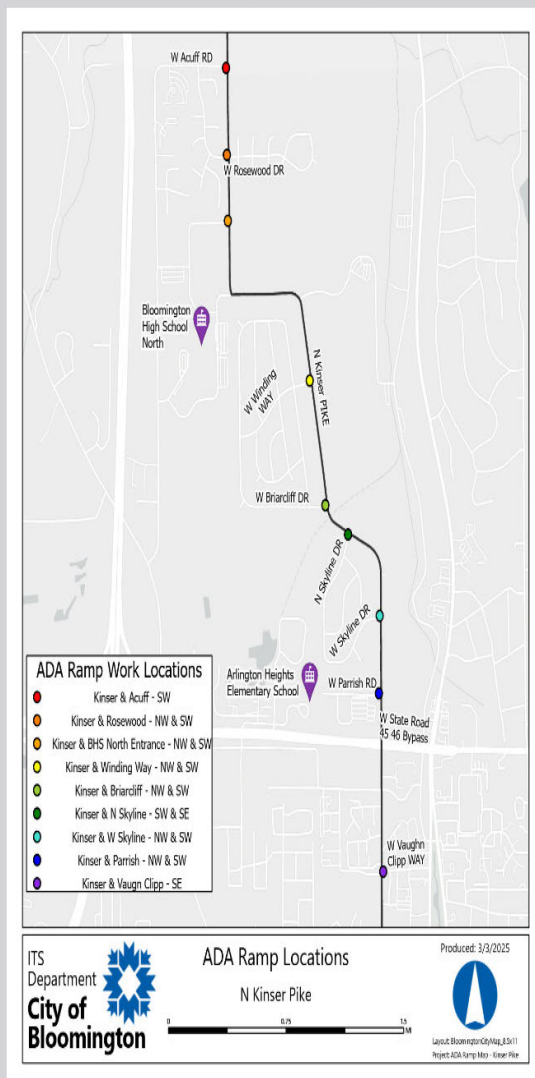 W Acuff RD
W Rosewood DR
Bloomington
High School
North
W Winding
WAY
N Kinser PIKE
W Briarcliff DR
N Skyline DR
W Skyline DR
Arlington Heights
Elementary School
W Parrish RD
W State Road
45 46 Bypass
W Vaughn
Clipp WAY
ADA Ramp Work Locations
Kinser & Acuff - SW
Kinser & Rosewood - NW & SW
Kinser & BHS North Entrance - NW & SW
Kinser & Winding Way - NW & SW
Kinser & Briarcliff - NW & SW
Kinser & N Skyline - SW & SE
Kinser & W Skyline - NW & SW
Kinser & Parrish - NW & SW
Kinser & Vaugn Clipp - SE
ITS
Department
City of
Bloomington
ADA Ramp Locations
N Kinser Pike
0 0.75 1.5
Mi
Produced: 3/3/2025
Layout: BloomingtonCityMap_8.5x11
Project: ADA Ramp Map - Kinser Pike